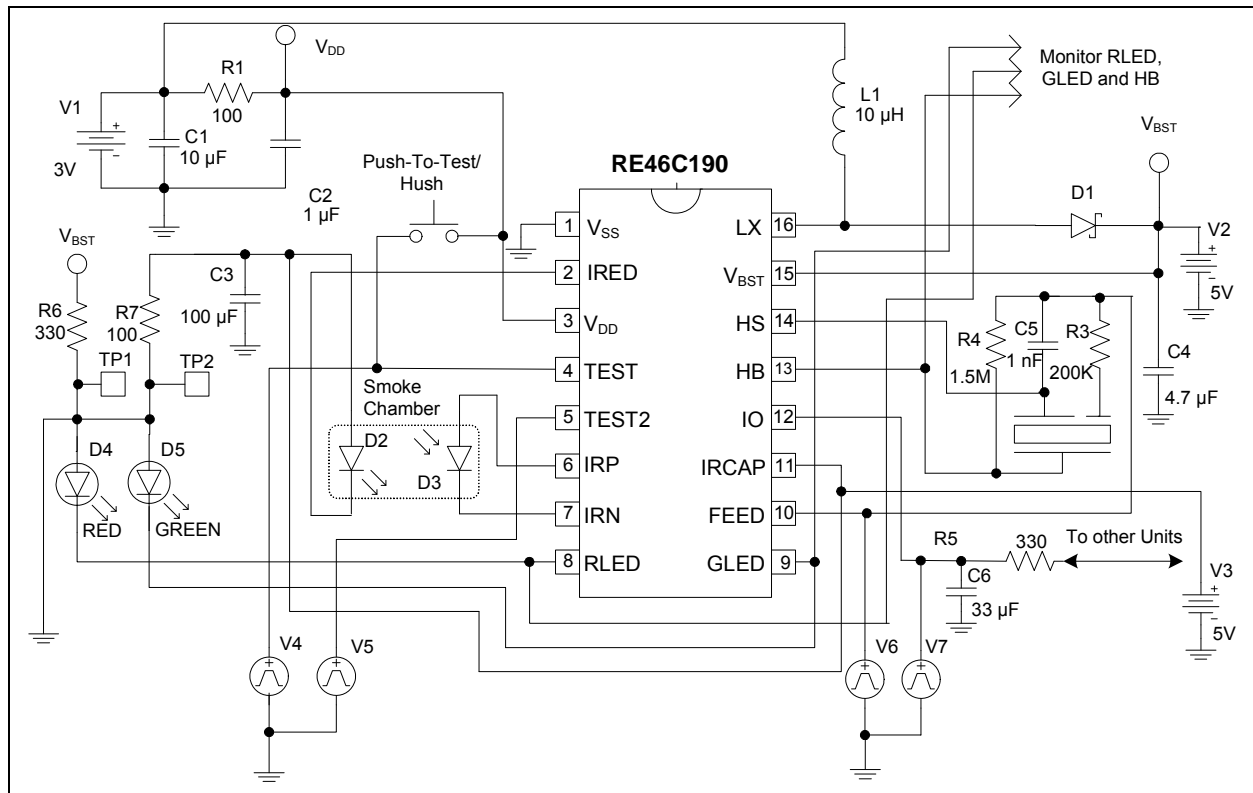 VDD
R1
100
V1
+
-
3V
C1
10 µF
C2
1 µF
Push-To-Test/
Hush
L1
10 µH
Monitor RLED,
GLED and HB
VBST
D1
V2
+
-
5V
RE46C190
1 VSS
2 IRED
3 VDD
4 TEST
5 TEST2
6 IRP
7 IRN
8 RLED
LX 16
VBST 15
HS 14
HB 13
IO 12
IRCAP 11
FEED 10
GLED 9
VBST
R6
330
R7
100
C3
100 µF
TP1
TP2
D4
RED
D5
GREEN
Smoke
Chamber
D2
D3
R4
1.5M
C5
1 nF
R3
200K
C4
4.7 µF
R5
330
To other Units
C6
33 µF
V3
+
-
5V
V4
+
V5
+
V6
+
V7
+